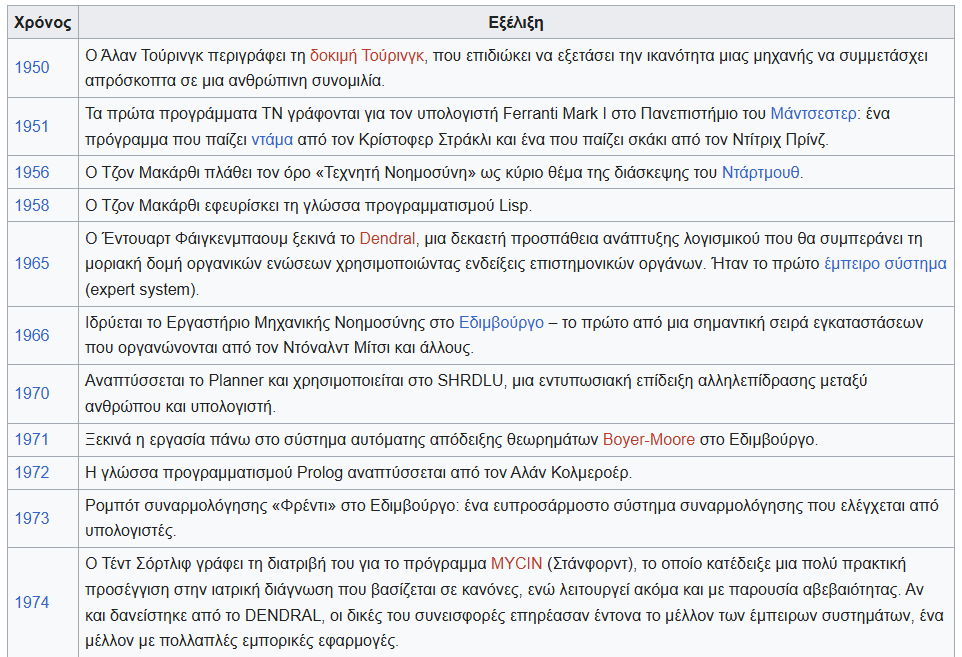 Χρόνος Εξέλιξη
1950 Ο Άλαν Τούρινγκ περιγράφει τη δοκιμή Τούρινγκ, που επιδιώκει να εξετάσει την ικανότητα μιας μηχανής να συμμετάσχει
απρόσκοπτα σε μια ανθρώπινη συνομιλία.
1951 Τα πρώτα προγράμματα ΤΝ γράφονται για τον υπολογιστή Ferranti Mark I στο Πανεπιστήμιο του Μάντσεστερ: ένα
πρόγραμμα που παίζει ντάμα από τον Κρίστοφερ Στράκλι και ένα που παίζει σκάκι από τον Ντίτριχ Πρίνζ.
1956 Ο Τζον Μακάρθι πλάθει τον όρο «Τεχνητή Νοημοσύνη» ως κύριο θέμα της διάσκεψης του Ντάρτμουθ.
1958 Ο Τζον Μακάρθι εφευρίσκει τη γλώσσα προγραμματισμού Lisp.
1965 Ο Έντουαρτ Φάιγκενμπαουμ ξεκινά το Dendral, μια δεκαετή προσπάθεια ανάπτυξης λογισμικού που θα συμπεράνει τη
μοριακή δομή οργανικών ενώσεων χρησιμοποιώντας ενδείξεις επιστημονικών οργάνων. Ήταν το πρώτο έμπειρο σύστημα
(expert system).
1966 Ιδρύεται το Εργαστήριο Μηχανικής Νοημοσύνης στο Εδιμβούργο – το πρώτο από μια σημαντική σειρά εγκαταστάσεων
που οργανώνονται από τον Ντόναλντ Μίτσι και άλλους.
1970 Αναπτύσσεται το Planner και χρησιμοποιείται στο SHRDLU, μια εντυπωσιακή επίδειξη αλληλεπίδρασης μεταξύ
ανθρώπου και υπολογιστή.
1971 Ξεκινά η εργασία πάνω στο σύστημα αυτόματης απόδειξης θεωρημάτων Boyer-Moore στο Εδιμβούργο.
1972 Η γλώσσα προγραμματισμού Prolog αναπτύσσεται από τον Αλάν Κολμεροέρ.
1973 Ρομπότ συναρμολόγησης «Φρέντι» στο Εδιμβούργο: ένα ευπροσάρμοστο σύστημα συναρμολόγησης που ελέγχεται από
υπολογιστές.
1974 Ο Τέντ Σόρτλιφ γράφει τη διατριβή του για το πρόγραμμα MYCIN (Στάνφορντ), το οποίο κατέδειξε μια πολύ πρακτική
προσέγγιση στην ιατρική διάγνωση που βασίζεται σε κανόνες, ενώ λειτουργεί ακόμα και με παρουσία αβεβαιότητας. Αν
και δανείστηκε από το DENDRAL, οι δικές του συνεισφορές επηρέασαν έντονα το μέλλον των έμπειρων συστημάτων, ένα
μέλλον με πολλαπλές εμπορικές εφαρμογές.